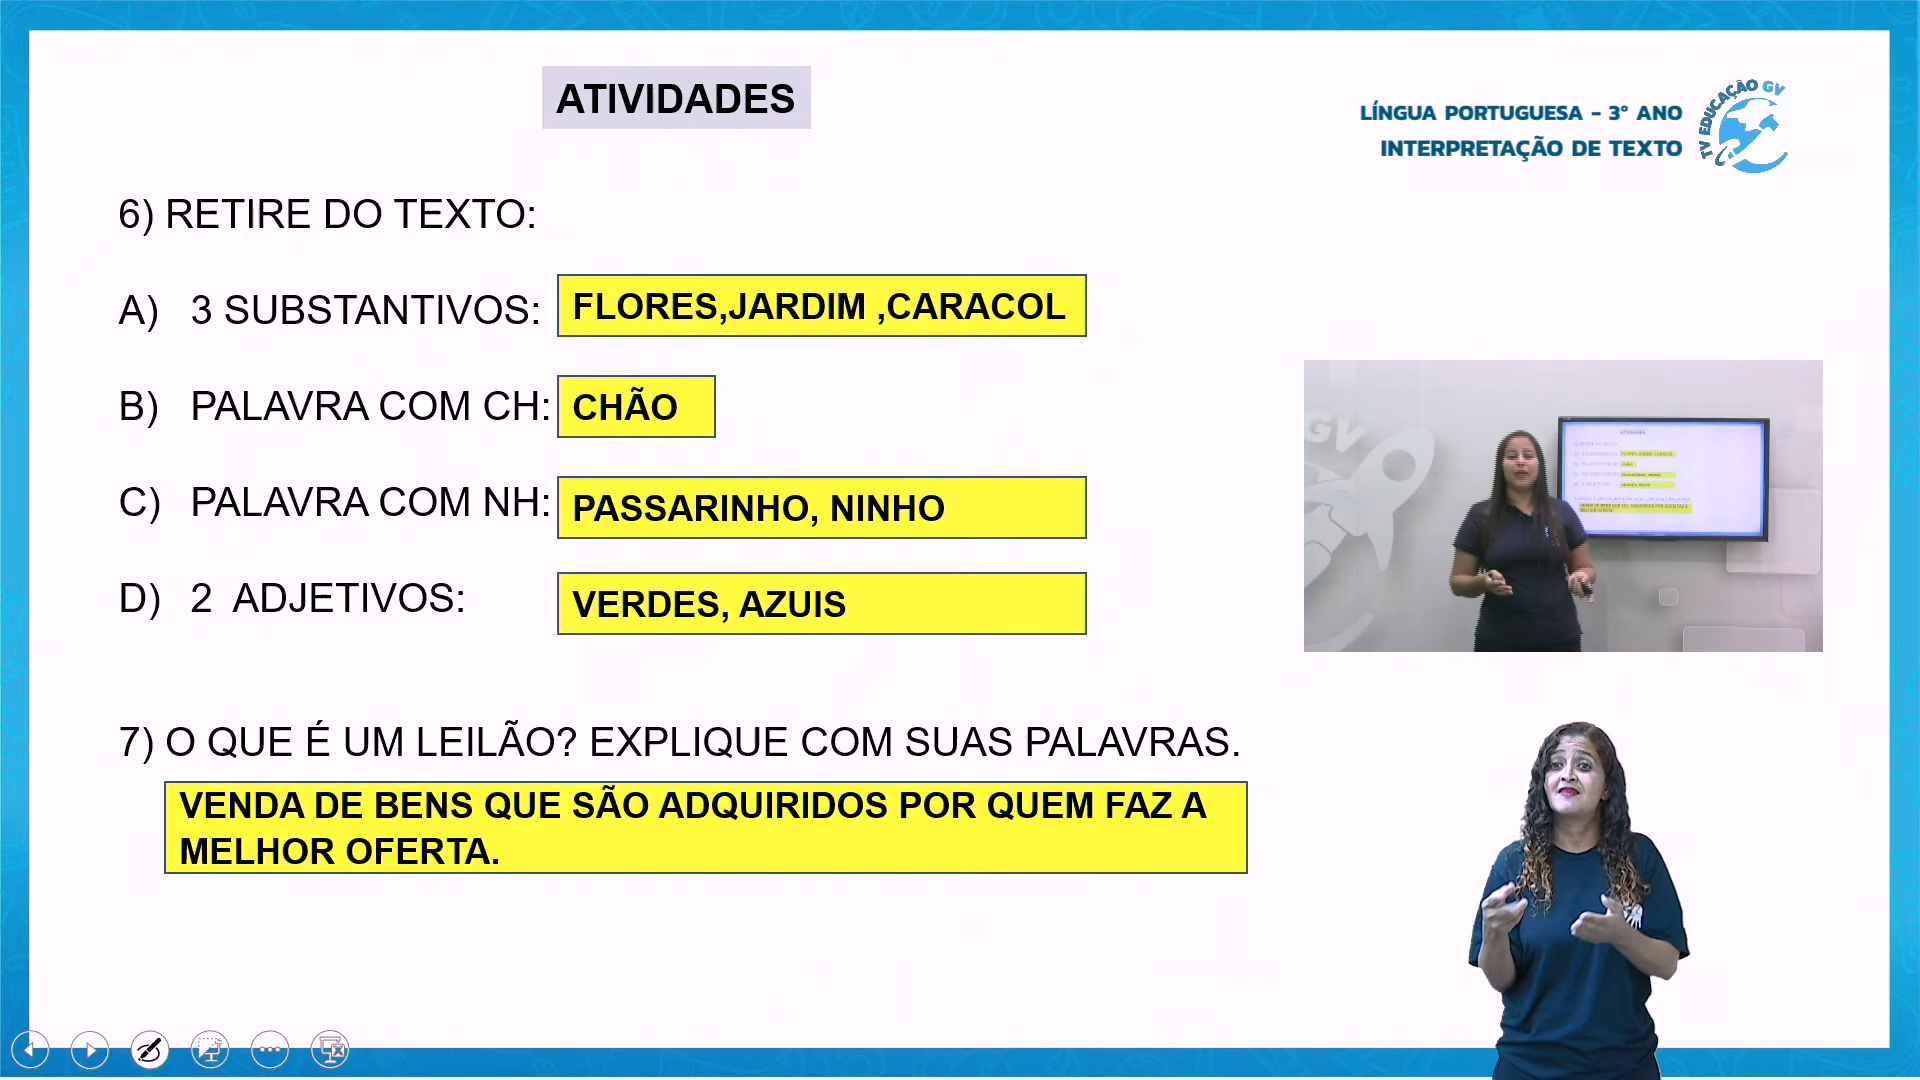 ATIVIDADES
LÍNGUA PORTUGUESA - 3º ANO
INTERPRETAÇÃO DE TEXTO
TV EDUCAÇÃO GV
6) RETIRE DO TEXTO:
A) 3 SUBSTANTIVOS: FLORES,JARDIM ,CARACOL
B) PALAVRA COM CH: CHÃO
C) PALAVRA COM NH: PASSARINHO, NINHO
D) 2 ADJETIVOS: VERDES, AZUIS
GV
7) O QUE É UM LEILÃO? EXPLIQUE COM SUAS PALAVRAS.
VENDA DE BENS QUE SÃO ADQUIRIDOS POR QUEM FAZ A
MELHOR OFERTA.